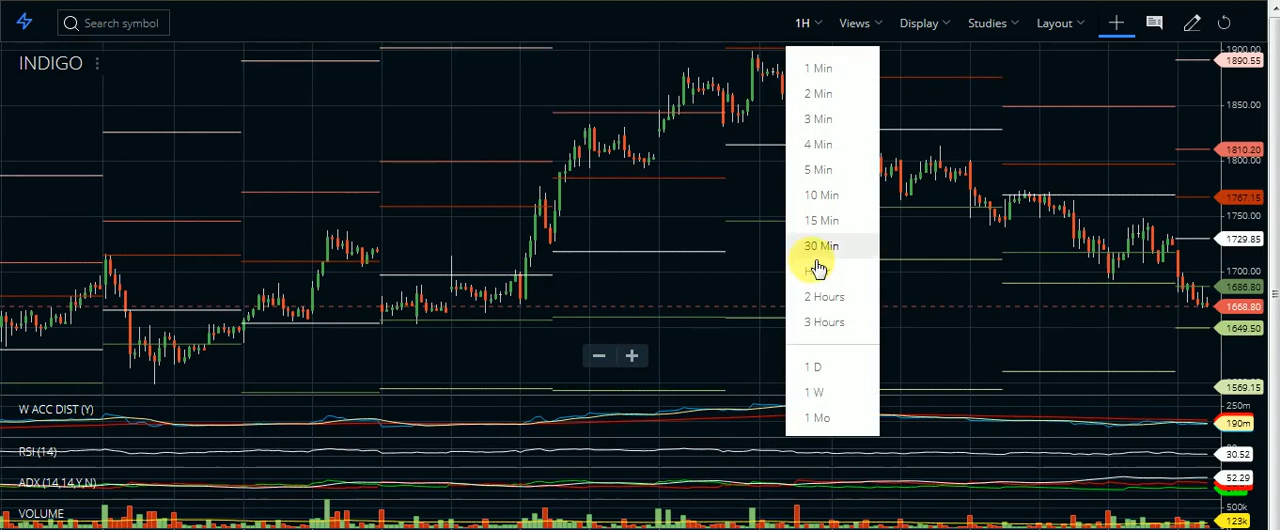 Search symbol
1H
Views
Display
Studies
Layout
INDIGO
1 Min
2 Min
3 Min
4 Min
5 Min
10 Min
15 Min
30 Min
2 Hours
3 Hours
1 D
1 W
1 Mo
1900.00
1890.55
1850.00
1810.20
1800.00
1767.15
1750.00
1729.85
1700.00
1686.80
1668.80
1649.50
1569.15
W ACC DIST (Y)
250m
190m
RSI (14)
30.52
ADX (14,14,Y,N)
52.29
VOLUME
500k
123k